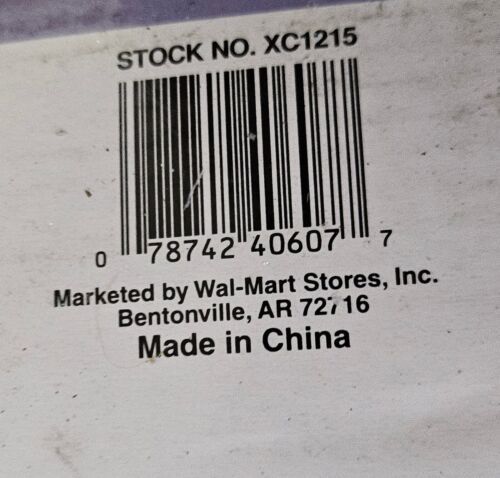 STOCK NO. XC1215
0 78742 40607 7
Marketed by Wal-Mart Stores, Inc.
Bentonville, AR 72716
Made in China